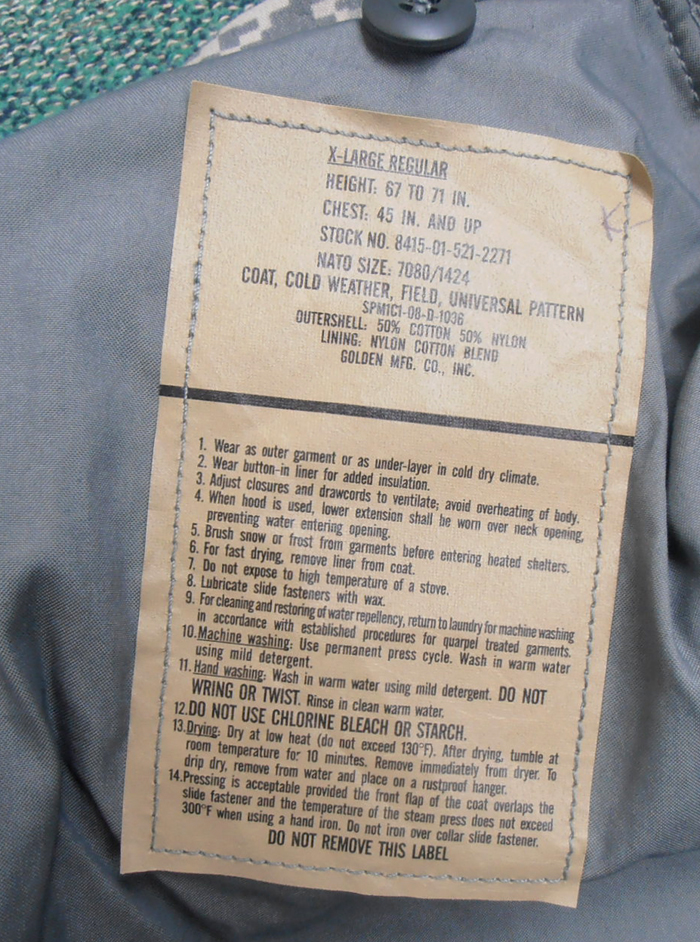 X-LARGE REGULAR
HEIGHT: 67 TO 71 IN.
CHEST: 45 IN. AND UP
STOCK NO. 8415-01-521-2271
NATO SIZE: 7080/1424
COAT, COLD WEATHER, FIELD, UNIVERSAL PATTERN
SPM1C1-08-D-1036
OUTERSHELL: 50% COTTON 50% NYLON
LINING: NYLON COTTON BLEND
GOLDEN MFG. CO., INC.
1. Wear as outer garment or as under-layer in cold dry climate.
2. Wear button-in liner for added insulation.
3. Adjust closures and drawcords to ventilate; avoid overheating of body.
4. When hood is used, lower extension shall be worn over neck opening,
preventing water entering opening.
5. Brush snow or frost from garments before entering heated shelters.
6. For fast drying, remove liner from coat.
7. Do not expose to high temperature of a stove.
8. Lubricate slide fasteners with wax.
9. For cleaning and restoring of water repellency, return to laundry for machine washing
in accordance with established procedures for quarpel treated garments.
10. Machine washing: Use permanent press cycle. Wash in warm water
using mild detergent.
11. Hand washing: Wash in warm water using mild detergent. DO NOT
WRING OR TWIST. Rinse in clean warm water.
12. DO NOT USE CHLORINE BLEACH OR STARCH.
13. Drying: Dry at low heat (do not exceed 130°F). After drying, tumble at
room temperature for 10 minutes. Remove immediately from dryer. To
drip dry, remove from water and place on a rustproof hanger.
14. Pressing is acceptable provided the front flap of the coat overlaps the
slide fastener and the temperature of the steam press does not exceed
300°F when using a hand iron. Do not iron over collar slide fastener.
DO NOT REMOVE THIS LABEL